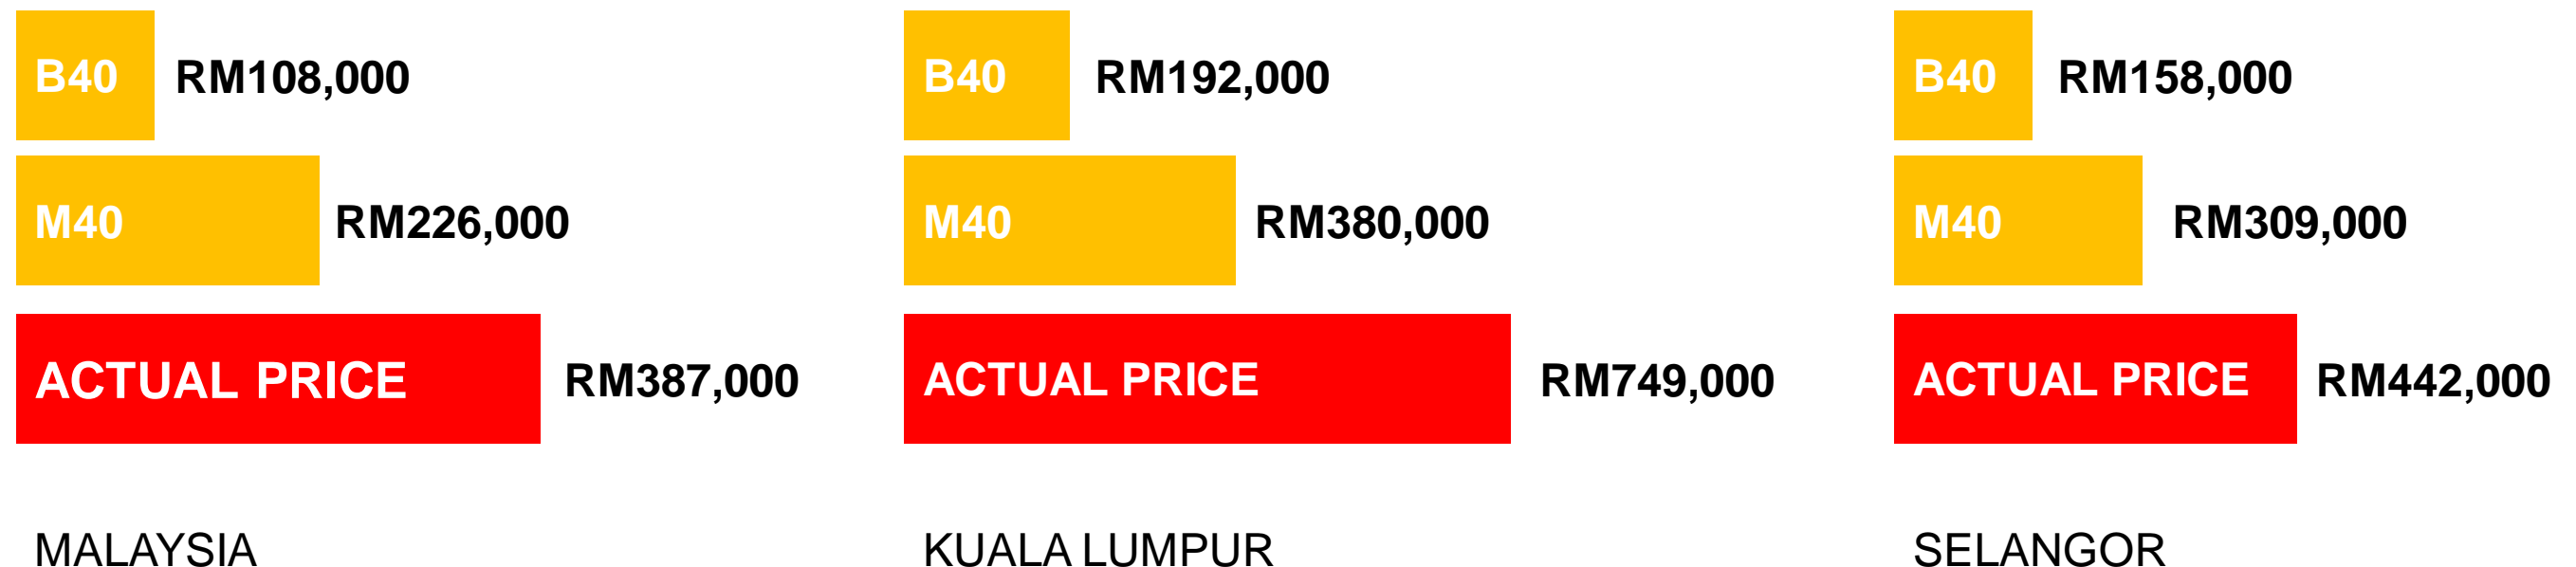 B40 RM108,000
M40 RM226,000
ACTUAL PRICE RM387,000
MALAYSIA
B40 RM192,000
M40 RM380,000
ACTUAL PRICE RM749,000
KUALA LUMPUR
B40 RM158,000
M40 RM309,000
ACTUAL PRICE RM442,000
SELANGOR